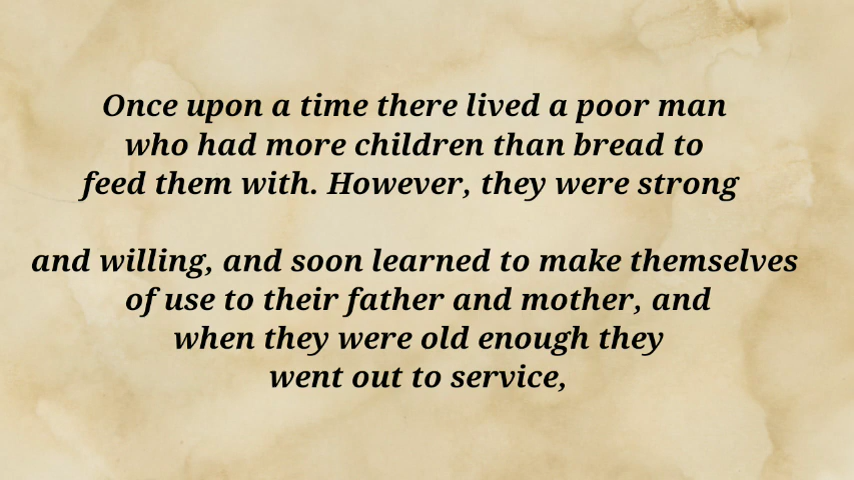 Once upon a time there lived a poor man
who had more children than bread to
feed them with. However, they were strong
and willing, and soon learned to make themselves
of use to their father and mother, and
when they were old enough they
went out to service,